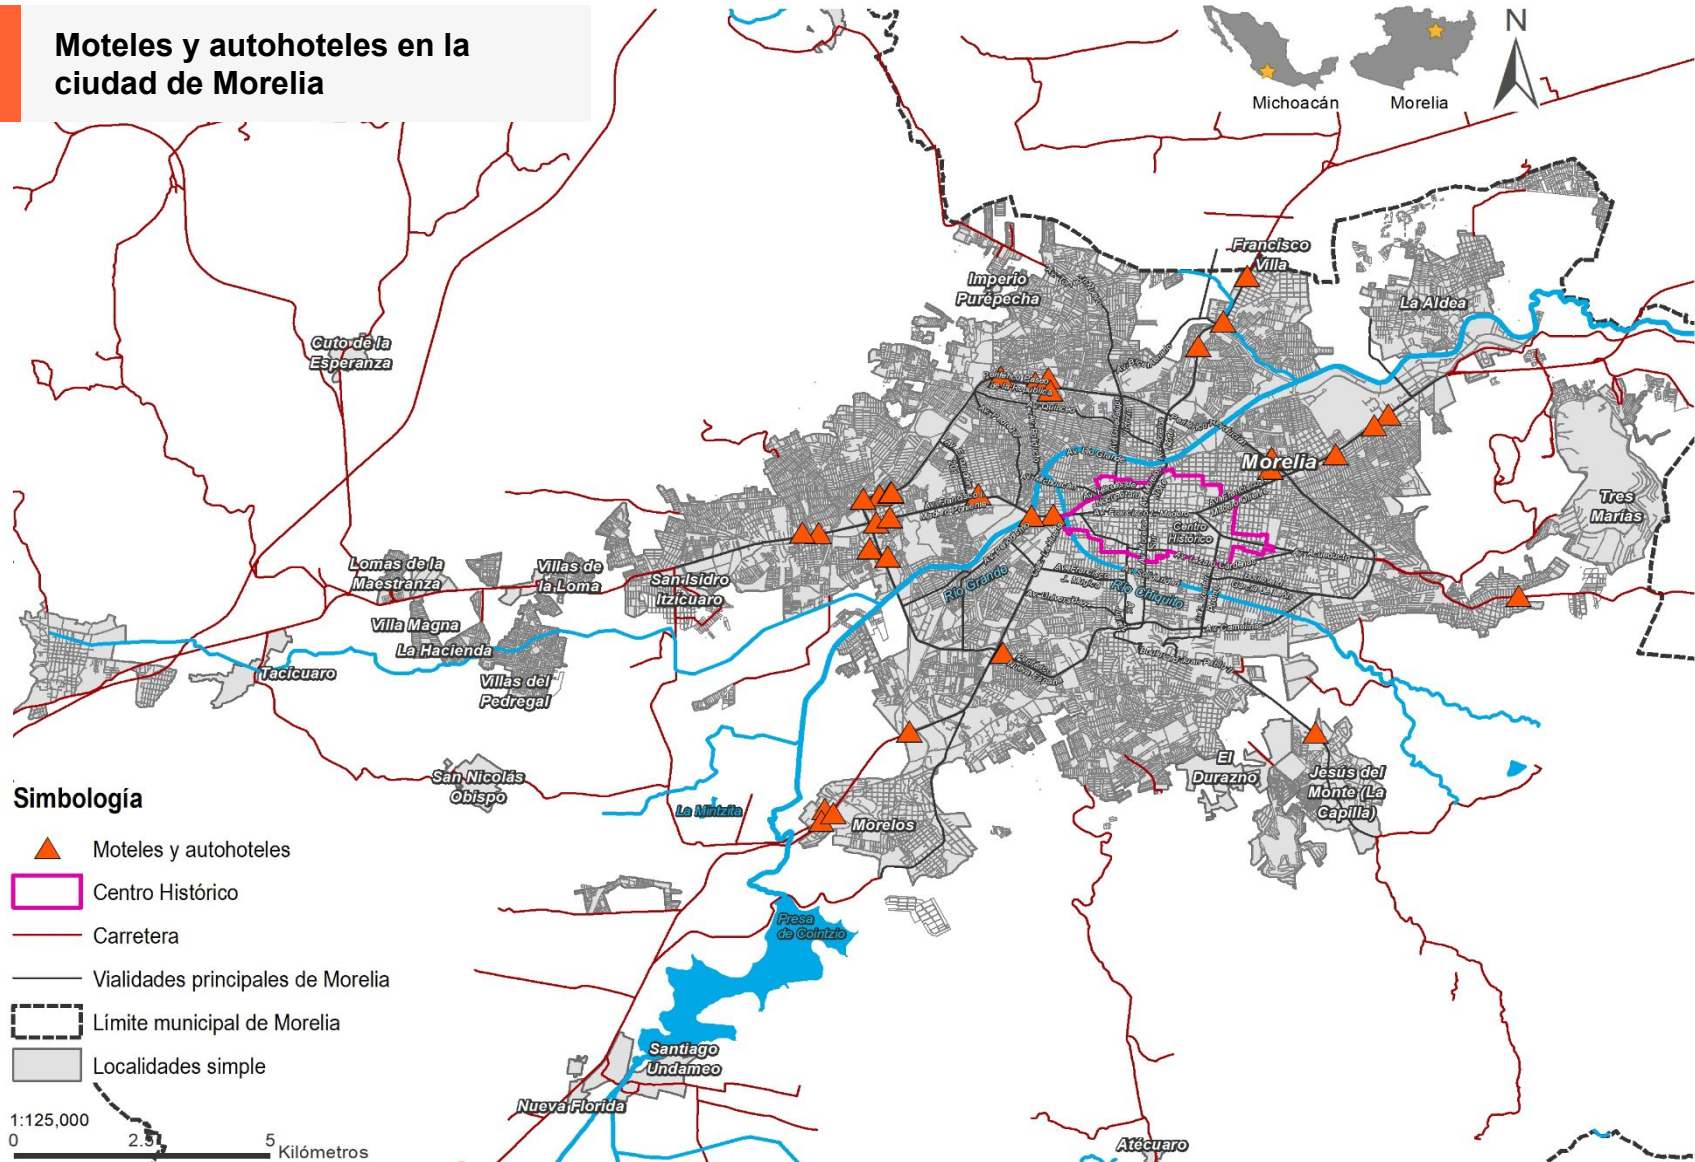 Moteles y autohoteles en la
ciudad de Morelia
Michoacán
Morelia
N
Francisco
Villa
Imperio
Purépecha
La Aldea
Cuto de la
Esperanza
Morelia
Tres
Marías
Centro
Histórico
Lomas de la
Maestranza
Villas de
la Loma
San Isidro
Itzícuaro
Río Grande
Río Chiquito
Villa Magna
La Hacienda
Tacícuaro
Villas del
Pedregal
San Nicolás
Obispo
La Mintzita
Morelos
El
Durazno
Jesús del
Monte (La
Capilla)
Presa
de Cointzio
Santiago
Undameo
Nueva Florida
Atécuaro
Simbología
Moteles y autohoteles
Centro Histórico
Carretera
Vialidades principales de Morelia
Límite municipal de Morelia
Localidades simple
1:125,000
0 2.5 5 Kilómetros